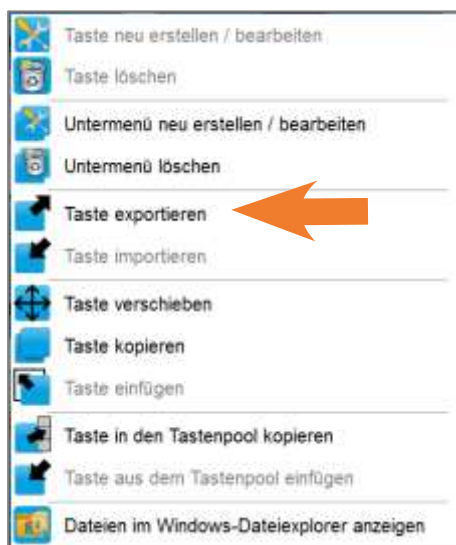 Taste neu erstellen / bearbeiten
Taste löschen
Untermenü neu erstellen / bearbeiten
Untermenü löschen
Taste exportieren
Taste importieren
Taste verschieben
Taste kopieren
Taste einfügen
Taste in den Tastenpool kopieren
Taste aus dem Tastenpool einfügen
Dateien im Windows-Dateiexplorer anzeigen